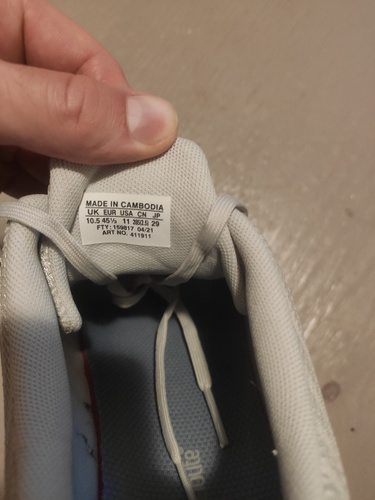 MADE IN CAMBODIA
UK EUR USA CN JP
10.5 45⅓ 11 285(2.5) 29
FTY: 159817 04/21
ART NO. 411911